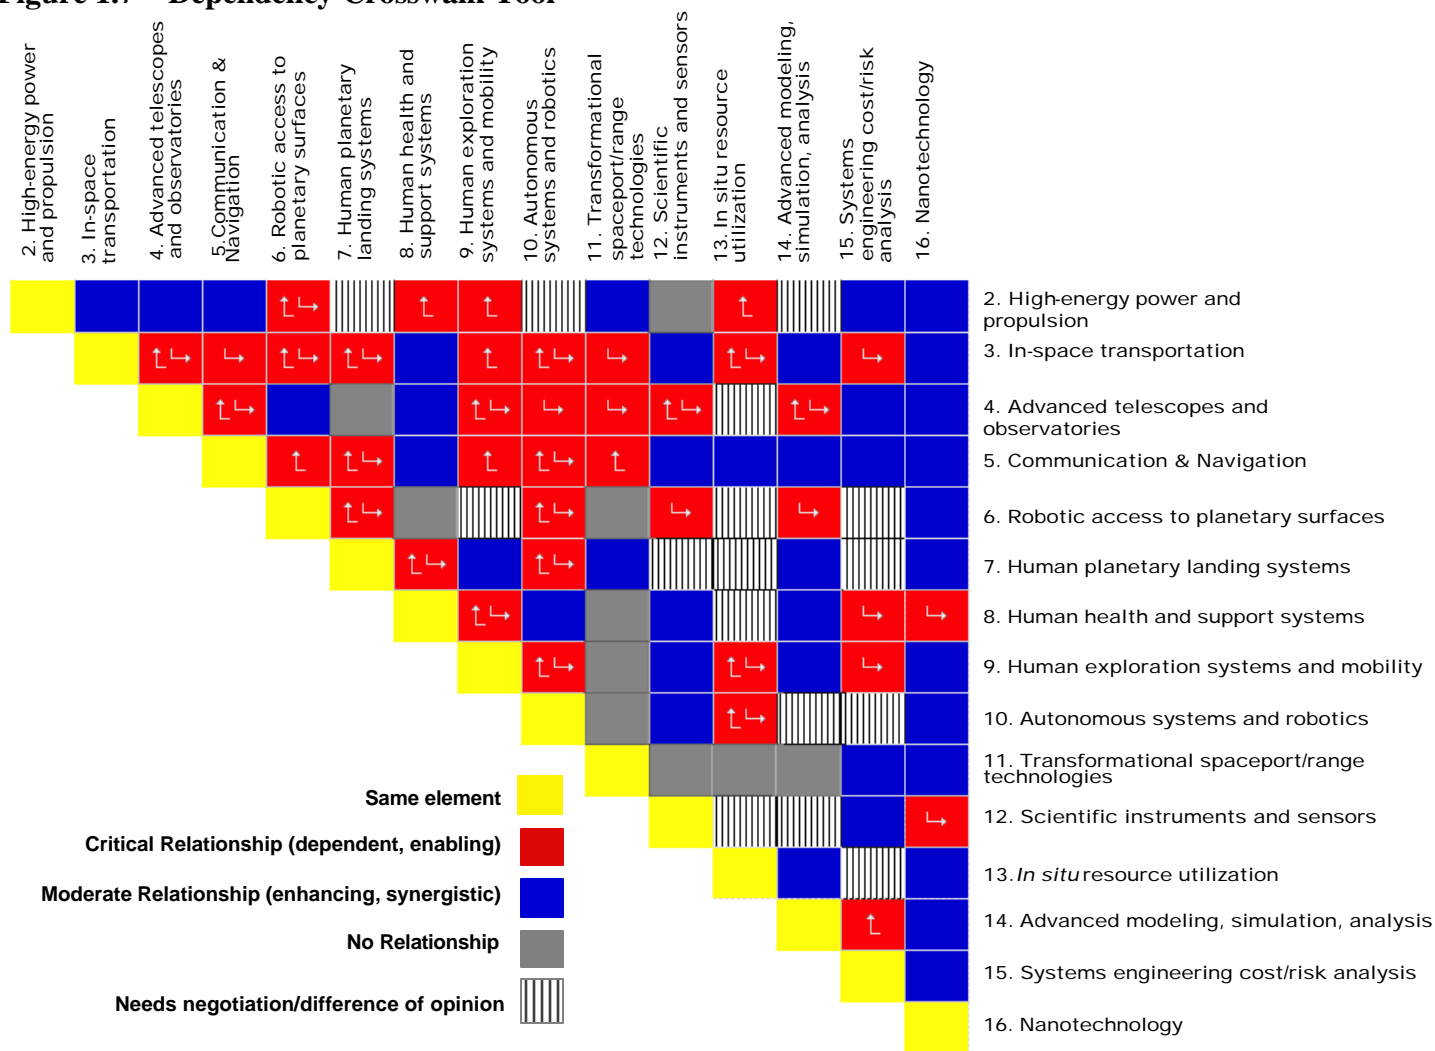 Figure 1.7 – Dependency Crosswalk Tool
2. High-energy power
and propulsion
3. In-space
transportation
4. Advanced telescopes
and observatories
5.Communication &
Navigation
6. Robotic access to
planetary surfaces
7. Human planetary
landing systems
8. Human health and
support systems
9. Human exploration
systems and mobility
10. Autonomous
systems and robotics
11. Transformational
spaceport/range
technologies
12. Scientific
instruments and sensors
13. In situ resource
utilization
14. Advanced modeling,
simulation, analysis
15. Systems
engineering cost/risk
analysis
16. Nanotechnology
2. High-energy power and
propulsion
3. In-space transportation
4. Advanced telescopes and
observatories
5. Communication & Navigation
6. Robotic access to planetary surfaces
7. Human planetary landing systems
8. Human health and support systems
9. Human exploration systems and mobility
10. Autonomous systems and robotics
11. Transformational spaceport/range
technologies
12. Scientific instruments and sensors
13. In situ resource utilization
14. Advanced modeling, simulation, analysis
15. Systems engineering cost/risk analysis
16. Nanotechnology
Same element
Critical Relationship (dependent, enabling)
Moderate Relationship (enhancing, synergistic)
No Relationship
Needs negotiation/difference of opinion